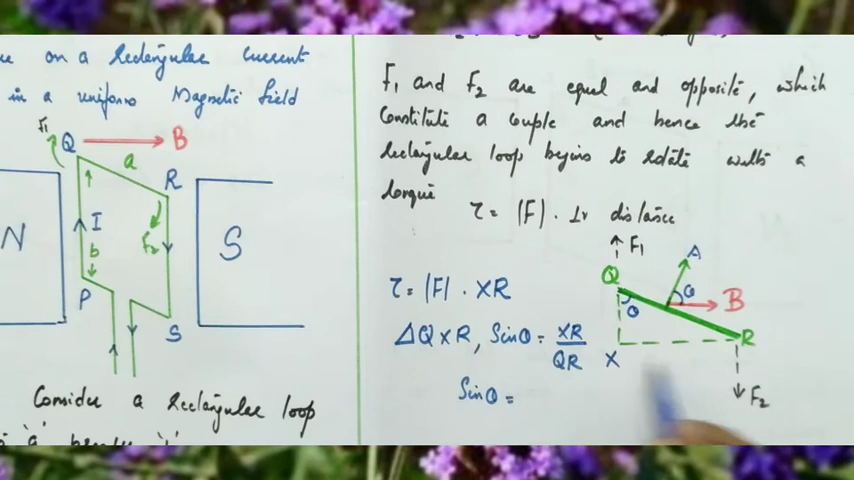 on a Rectangular Current
in a uniform Magnetic field
F1
Q
B
a
R
I
F2
b
N
S
P
S
Consider a Rectangular loop
F1 and F2 are equal and opposite, which
Constitute a Couple and hence the
Rectangular loop begins to rotate with a
torque
τ = |F| . ⊥r distance
F1
A
Q
θ
B
τ = |F| . XR
θ
R
ΔQXR, Sinθ = XR/QR
X
Sinθ =
F2